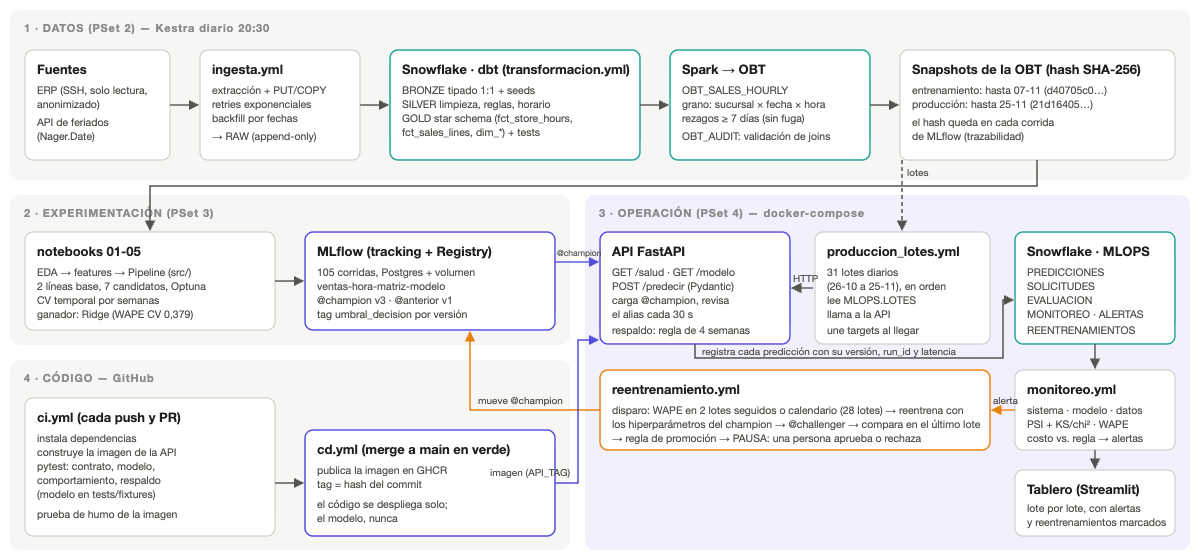 1 · DATOS (PSet 2) — Kestra diario 20:30
Fuentes
ERP (SSH, solo lectura,
anonimizado)
API de feriados
(Nager.Date)
ingesta.yml
extracción + PUT/COPY
retries exponenciales
backfill por fechas
→ RAW (append-only)
Snowflake · dbt (transformacion.yml)
BRONZE tipado 1:1 + seeds
SILVER limpieza, reglas, horario
GOLD star schema (fct_store_hours,
fct_sales_lines, dim_*) + tests
Spark → OBT
OBT_SALES_HOURLY
grano: sucursal × fecha × hora
rezagos ≥ 7 días (sin fuga)
OBT_AUDIT: validación de joins
Snapshots de la OBT (hash SHA-256)
entrenamiento: hasta 07-11 (d40705c0…)
producción: hasta 25-11 (21d16405…)
el hash queda en cada corrida
de MLflow (trazabilidad)
lotes
2 · EXPERIMENTACIÓN (PSet 3)
notebooks 01-05
EDA → features → Pipeline (src/)
2 líneas base, 7 candidatos, Optuna
CV temporal por semanas
ganador: Ridge (WAPE CV 0,379)
MLflow (tracking + Registry)
105 corridas, Postgres + volumen
ventas-hora-matriz-modelo
@champion v3 · @anterior v1
tag umbral_decision por versión
@champion
3 · OPERACIÓN (PSet 4) — docker-compose
API FastAPI
GET /salud · GET /modelo
POST /predecir (Pydantic)
carga @champion, revisa
el alias cada 30 s
respaldo: regla de 4 semanas
HTTP
produccion_lotes.yml
31 lotes diarios
(26-10 a 25-11), en orden
lee MLOPS.LOTES
llama a la API
une targets al llegar
Snowflake · MLOPS
PREDICCIONES
SOLICITUDES
EVALUACION
MONITOREO · ALERTAS
REENTRENAMIENTOS
registra cada predicción con su versión, run_id y latencia
reentrenamiento.yml
disparo: WAPE en 2 lotes seguidos o calendario (28 lotes) → reentrena con
los hiperparámetros del champion → @challenger → compara en el último lote
→ regla de promoción → PAUSA: una persona aprueba o rechaza
alerta
monitoreo.yml
sistema · modelo · datos
PSI + KS/chi² · WAPE
costo vs. regla → alertas
mueve @champion
Tablero (Streamlit)
lote por lote, con alertas
y reentrenamientos marcados
4 · CÓDIGO — GitHub
ci.yml (cada push y PR)
instala dependencias
construye la imagen de la API
pytest: contrato, modelo,
comportamiento, respaldo
(modelo en tests/fixtures)
prueba de humo de la imagen
cd.yml (merge a main en verde)
publica la imagen en GHCR
tag = hash del commit
el código se despliega solo;
el modelo, nunca
imagen (API_TAG)